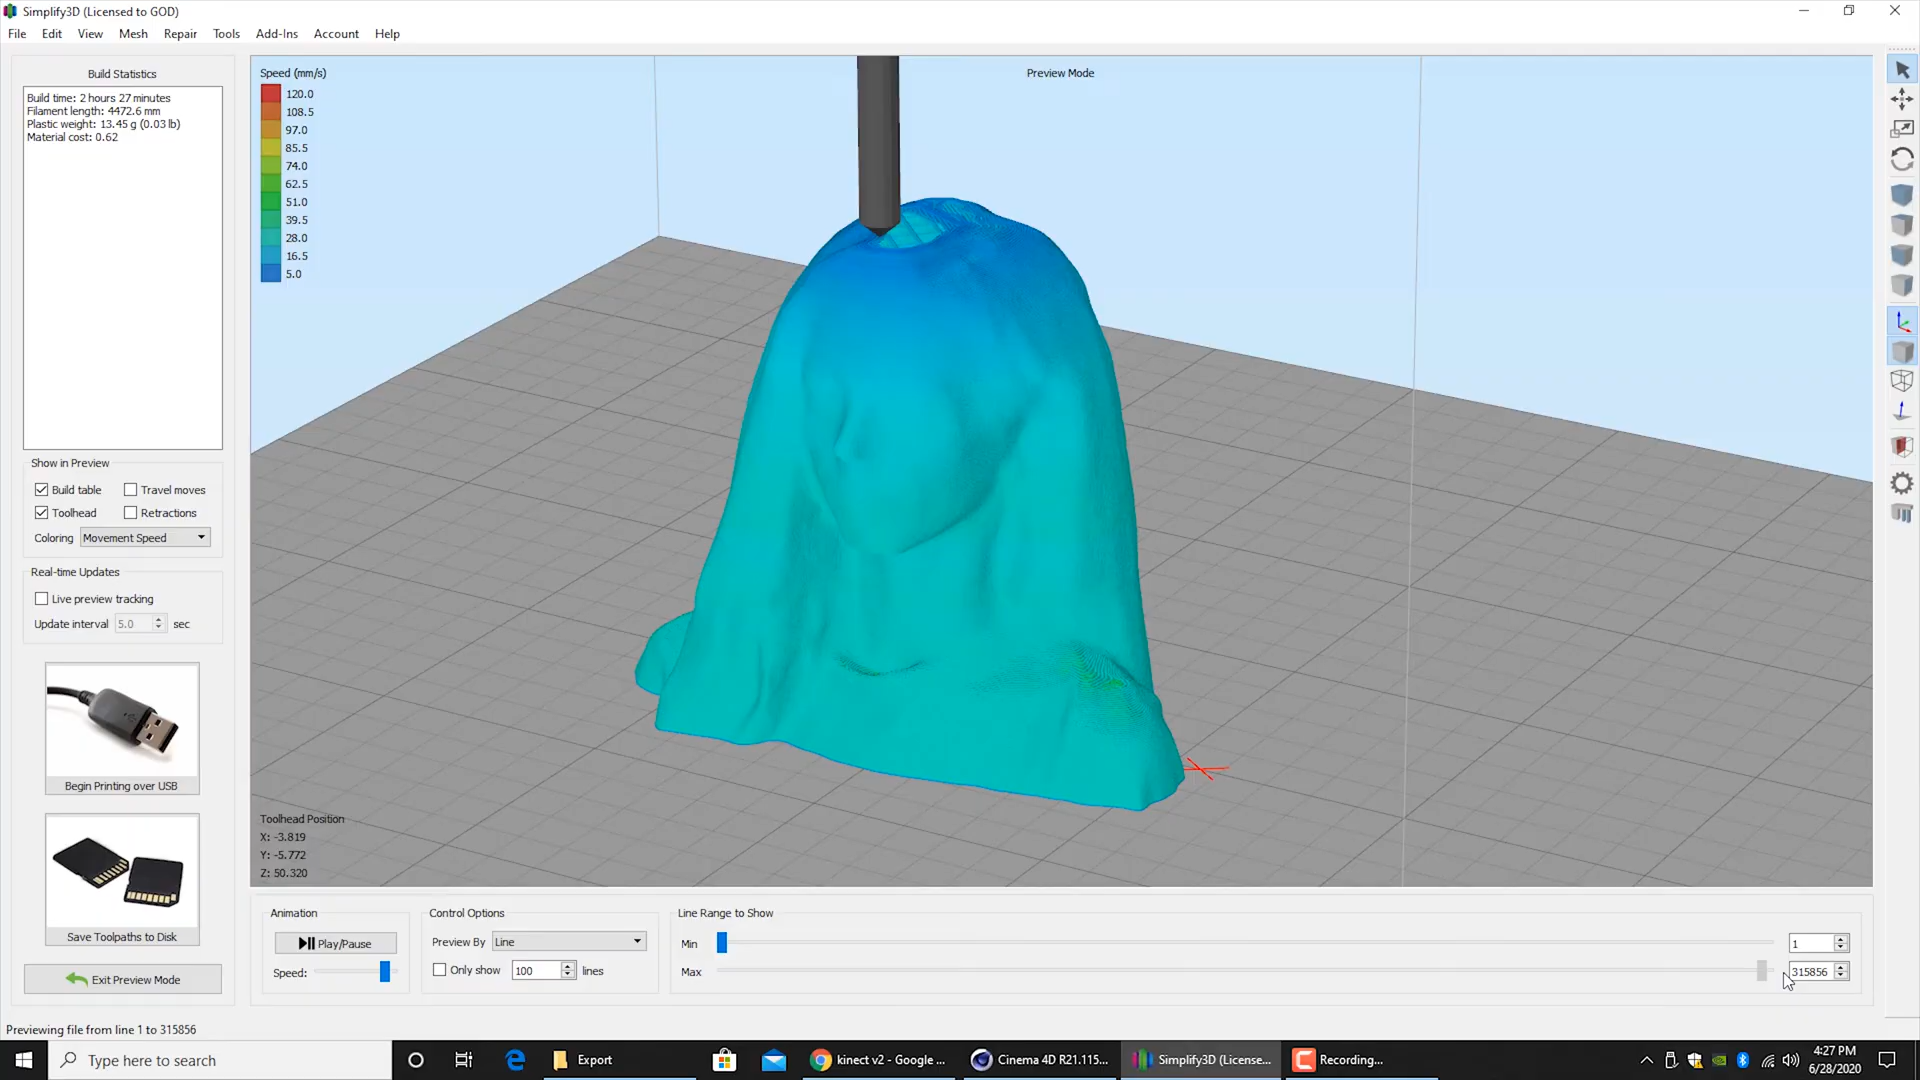 Simplify3D (Licensed to GOD)
File Edit View Mesh Repair Tools Add-Ins Account Help
Build Statistics
Build time: 2 hours 27 minutes
Filament length: 4472.6 mm
Plastic weight: 13.45 g (0.03 lb)
Material cost: 0.62
Show in Preview
Build table Travel moves
Toolhead Retractions
Coloring Movement Speed
Real-time Updates
Live preview tracking
Update interval 5.0 sec
Begin Printing over USB
Save Toolpaths to Disk
Exit Preview Mode
Speed (mm/s)
120.0
108.5
97.0
85.5
74.0
62.5
51.0
39.5
28.0
16.5
5.0
Preview Mode
Toolhead Position
X: -3.819
Y: -5.772
Z: 50.320
Animation
Play/Pause
Speed:
Control Options
Preview By Line
Only show 100 lines
Line Range to Show
Min 1
Max 315856
Previewing file from line 1 to 315856
Type here to search
Export
kinect v2 - Google ...
Cinema 4D R21.115...
Simplify3D (License...
Recording...
4:27 PM
6/28/2020